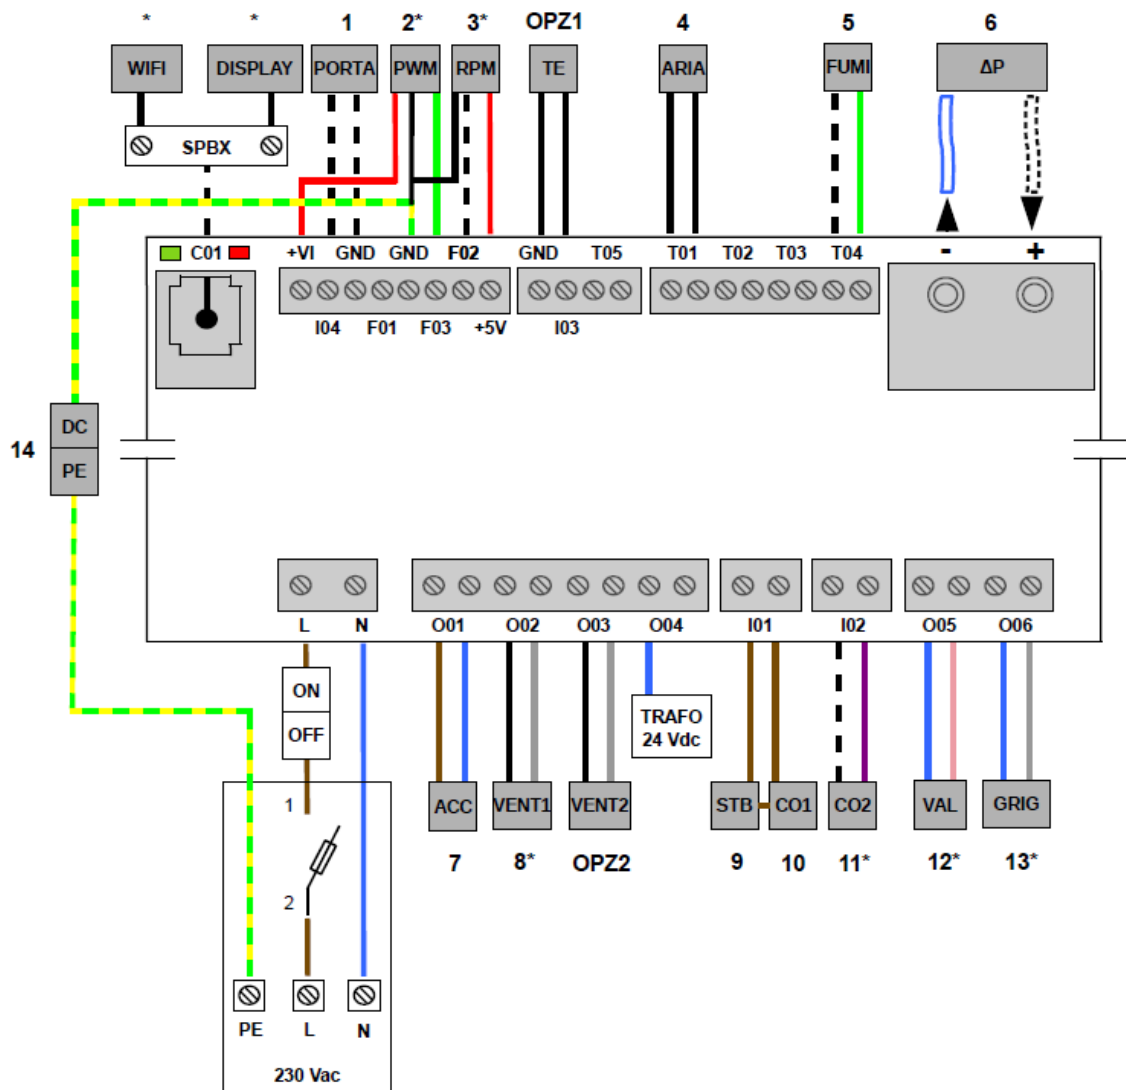 * * 1 2* 3* OPZ1 4 5 6
WIFI DISPLAY PORTA PWM RPM TE ARIA FUMI ΔP
SPBX
C01 +VI GND GND F02 GND T05 T01 T02 T03 T04 - +
I04 F01 F03 +5V I03
14
DC
PE
L N O01 O02 O03 O04 I01 I02 O05 O06
ON
OFF
TRAFO
24 Vdc
1
ACC VENT1 VENT2 STB CO1 CO2 VAL GRIG
7 8* OPZ2 9 10 11* 12* 13*
2
PE L N
230 Vac